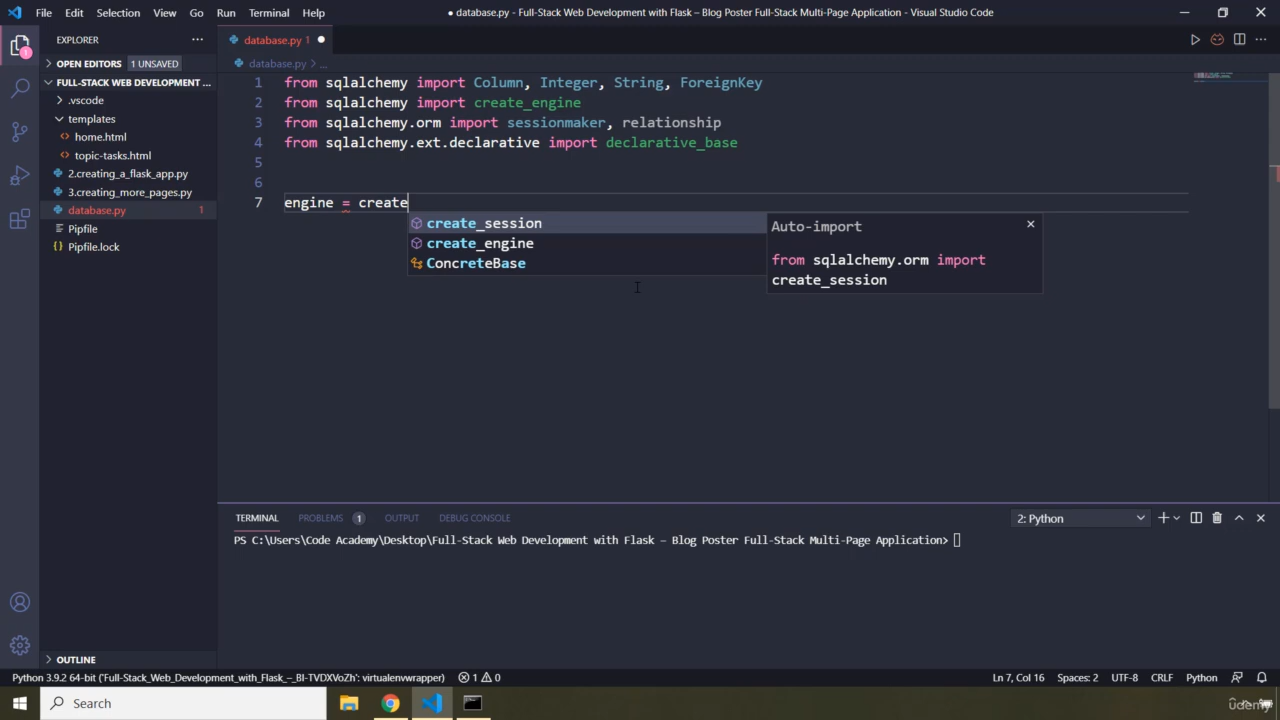 File Edit Selection View Go Run Terminal Help
● database.py - Full-Stack Web Development with Flask – Blog Poster Full-Stack Multi-Page Application - Visual Studio Code
EXPLORER
OPEN EDITORS 1 UNSAVED
FULL-STACK WEB DEVELOPMENT ...
.vscode
templates
home.html
topic-tasks.html
2.creating_a_flask_app.py
3.creating_more_pages.py
database.py 1
Pipfile
Pipfile.lock
OUTLINE
1
database.py 1 ●
database.py > ...
1 from sqlalchemy import Column, Integer, String, ForeignKey
2 from sqlalchemy import create_engine
3 from sqlalchemy.orm import sessionmaker, relationship
4 from sqlalchemy.ext.declarative import declarative_base
5
6
7 engine = create
create_session
create_engine
ConcreteBase
Auto-import
from sqlalchemy.orm import
create_session
TERMINAL PROBLEMS 1 OUTPUT DEBUG CONSOLE
2: Python
PS C:\Users\Code Academy\Desktop\Full-Stack Web Development with Flask – Blog Poster Full-Stack Multi-Page Application>
Python 3.9.2 64-bit ('Full-Stack_Web_Development_with_Flask_–_BI-TVDXVoZh': virtualenvwrapper) 1 0
Ln 7, Col 16 Spaces: 2 UTF-8 CRLF Python
Search
udemy